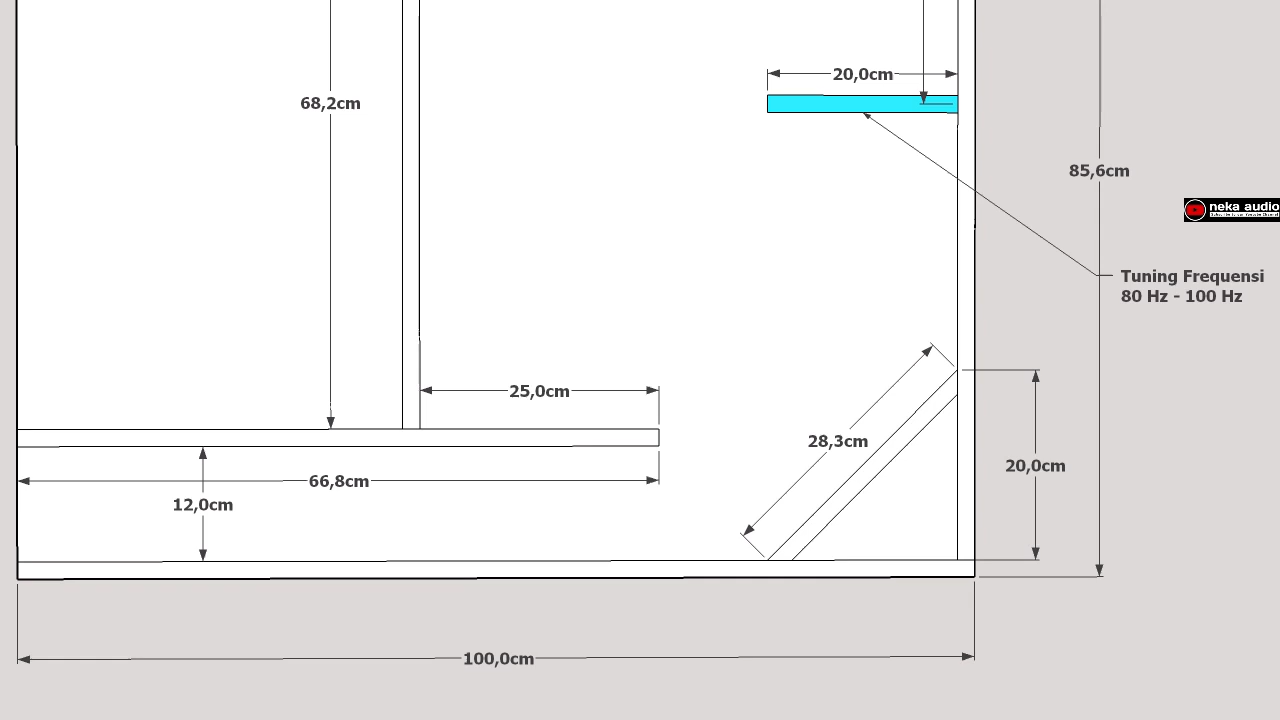 20,0cm
68,2cm
85,6cm
neka audio
Tuning Frequensi
80 Hz - 100 Hz
25,0cm
28,3cm
20,0cm
66,8cm
12,0cm
100,0cm